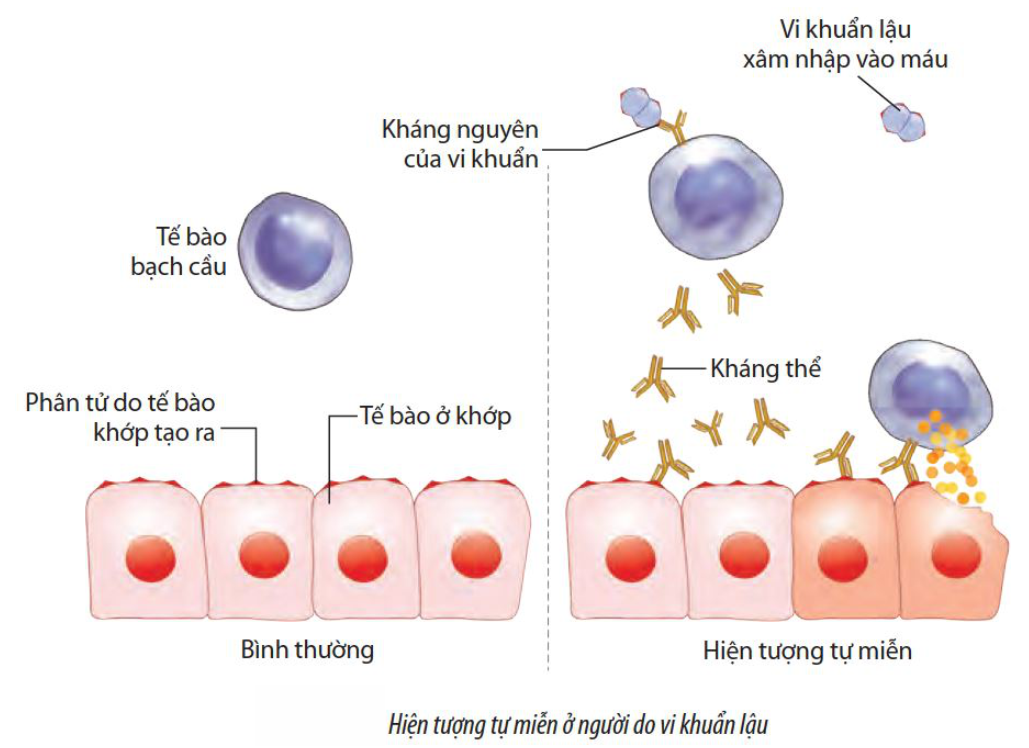 Vi khuẩn lậu
xâm nhập vào máu
Kháng nguyên
của vi khuẩn
Tế bào
bạch cầu
Kháng thể
Phân tử do tế bào
khớp tạo ra
Tế bào ở khớp
Bình thường
Hiện tượng tự miễn
Hiện tượng tự miễn ở người do vi khuẩn lậu